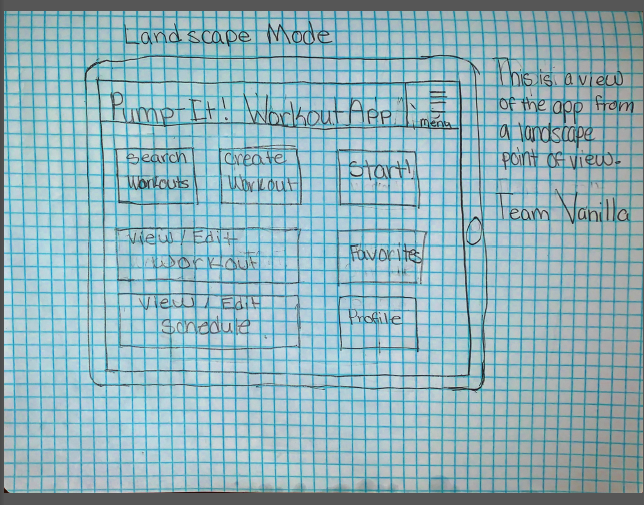 Landscape Mode
Pump-It! Workout App!
menu
Search
Workouts
Create
Workout
Start!
View / Edit
Workout
Favorites
View / Edit
Schedule
Profile
This is a view
of the app from
a landscape
point of view.
Team Vanilla